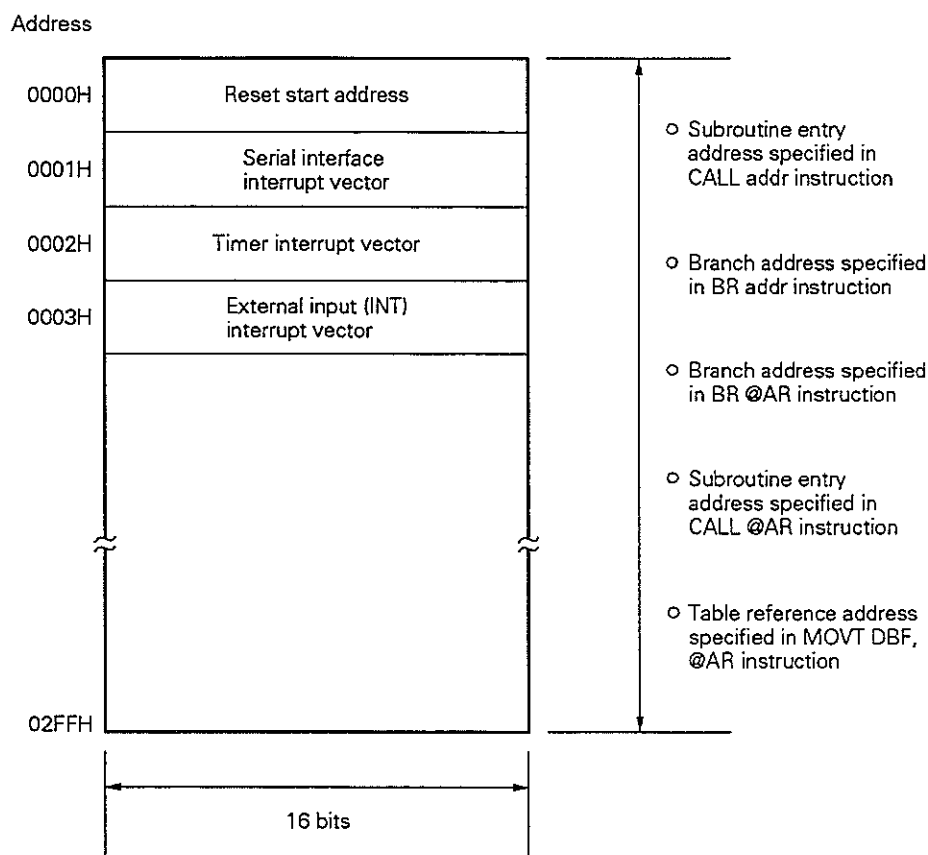 Address
0000H
Reset start address
0001H
Serial interface
interrupt vector
0002H
Timer interrupt vector
0003H
External input (INT)
interrupt vector
02FFH
16 bits
○ Subroutine entry
address specified in
CALL addr instruction
○ Branch address specified
in BR addr instruction
○ Branch address specified
in BR @AR instruction
○ Subroutine entry
address specified in
CALL @AR instruction
○ Table reference address
specified in MOVT DBF,
@AR instruction